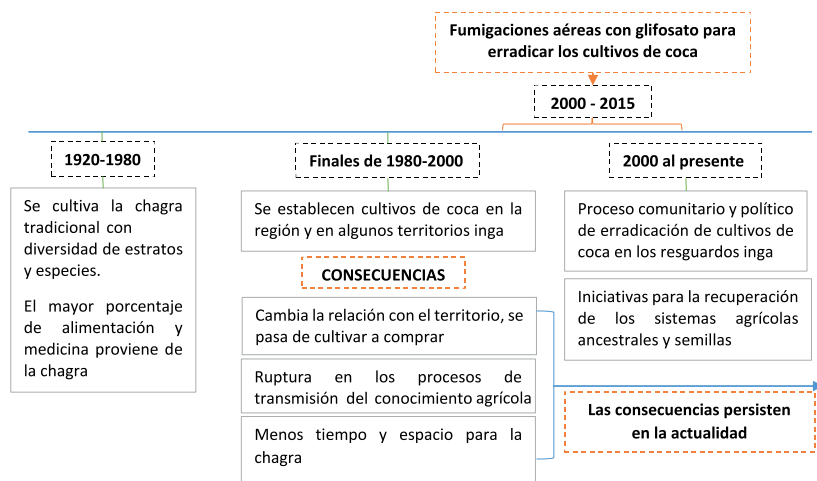 Fumigaciones aéreas con glifosato para
erradicar los cultivos de coca
2000 - 2015
1920-1980
Se cultiva la chagra
tradicional con
diversidad de estratos
y especies.
El mayor porcentaje
de alimentación y
medicina proviene de
la chagra
Finales de 1980-2000
Se establecen cultivos de coca en la
región y en algunos territorios inga
CONSECUENCIAS
Cambia la relación con el territorio, se
pasa de cultivar a comprar
Ruptura en los procesos de
transmisión del conocimiento agrícola
Menos tiempo y espacio para la
chagra
2000 al presente
Proceso comunitario y político
de erradicación de cultivos de
coca en los resguardos inga
Iniciativas para la recuperación
de los sistemas agrícolas
ancestrales y semillas
Las consecuencias persisten
en la actualidad